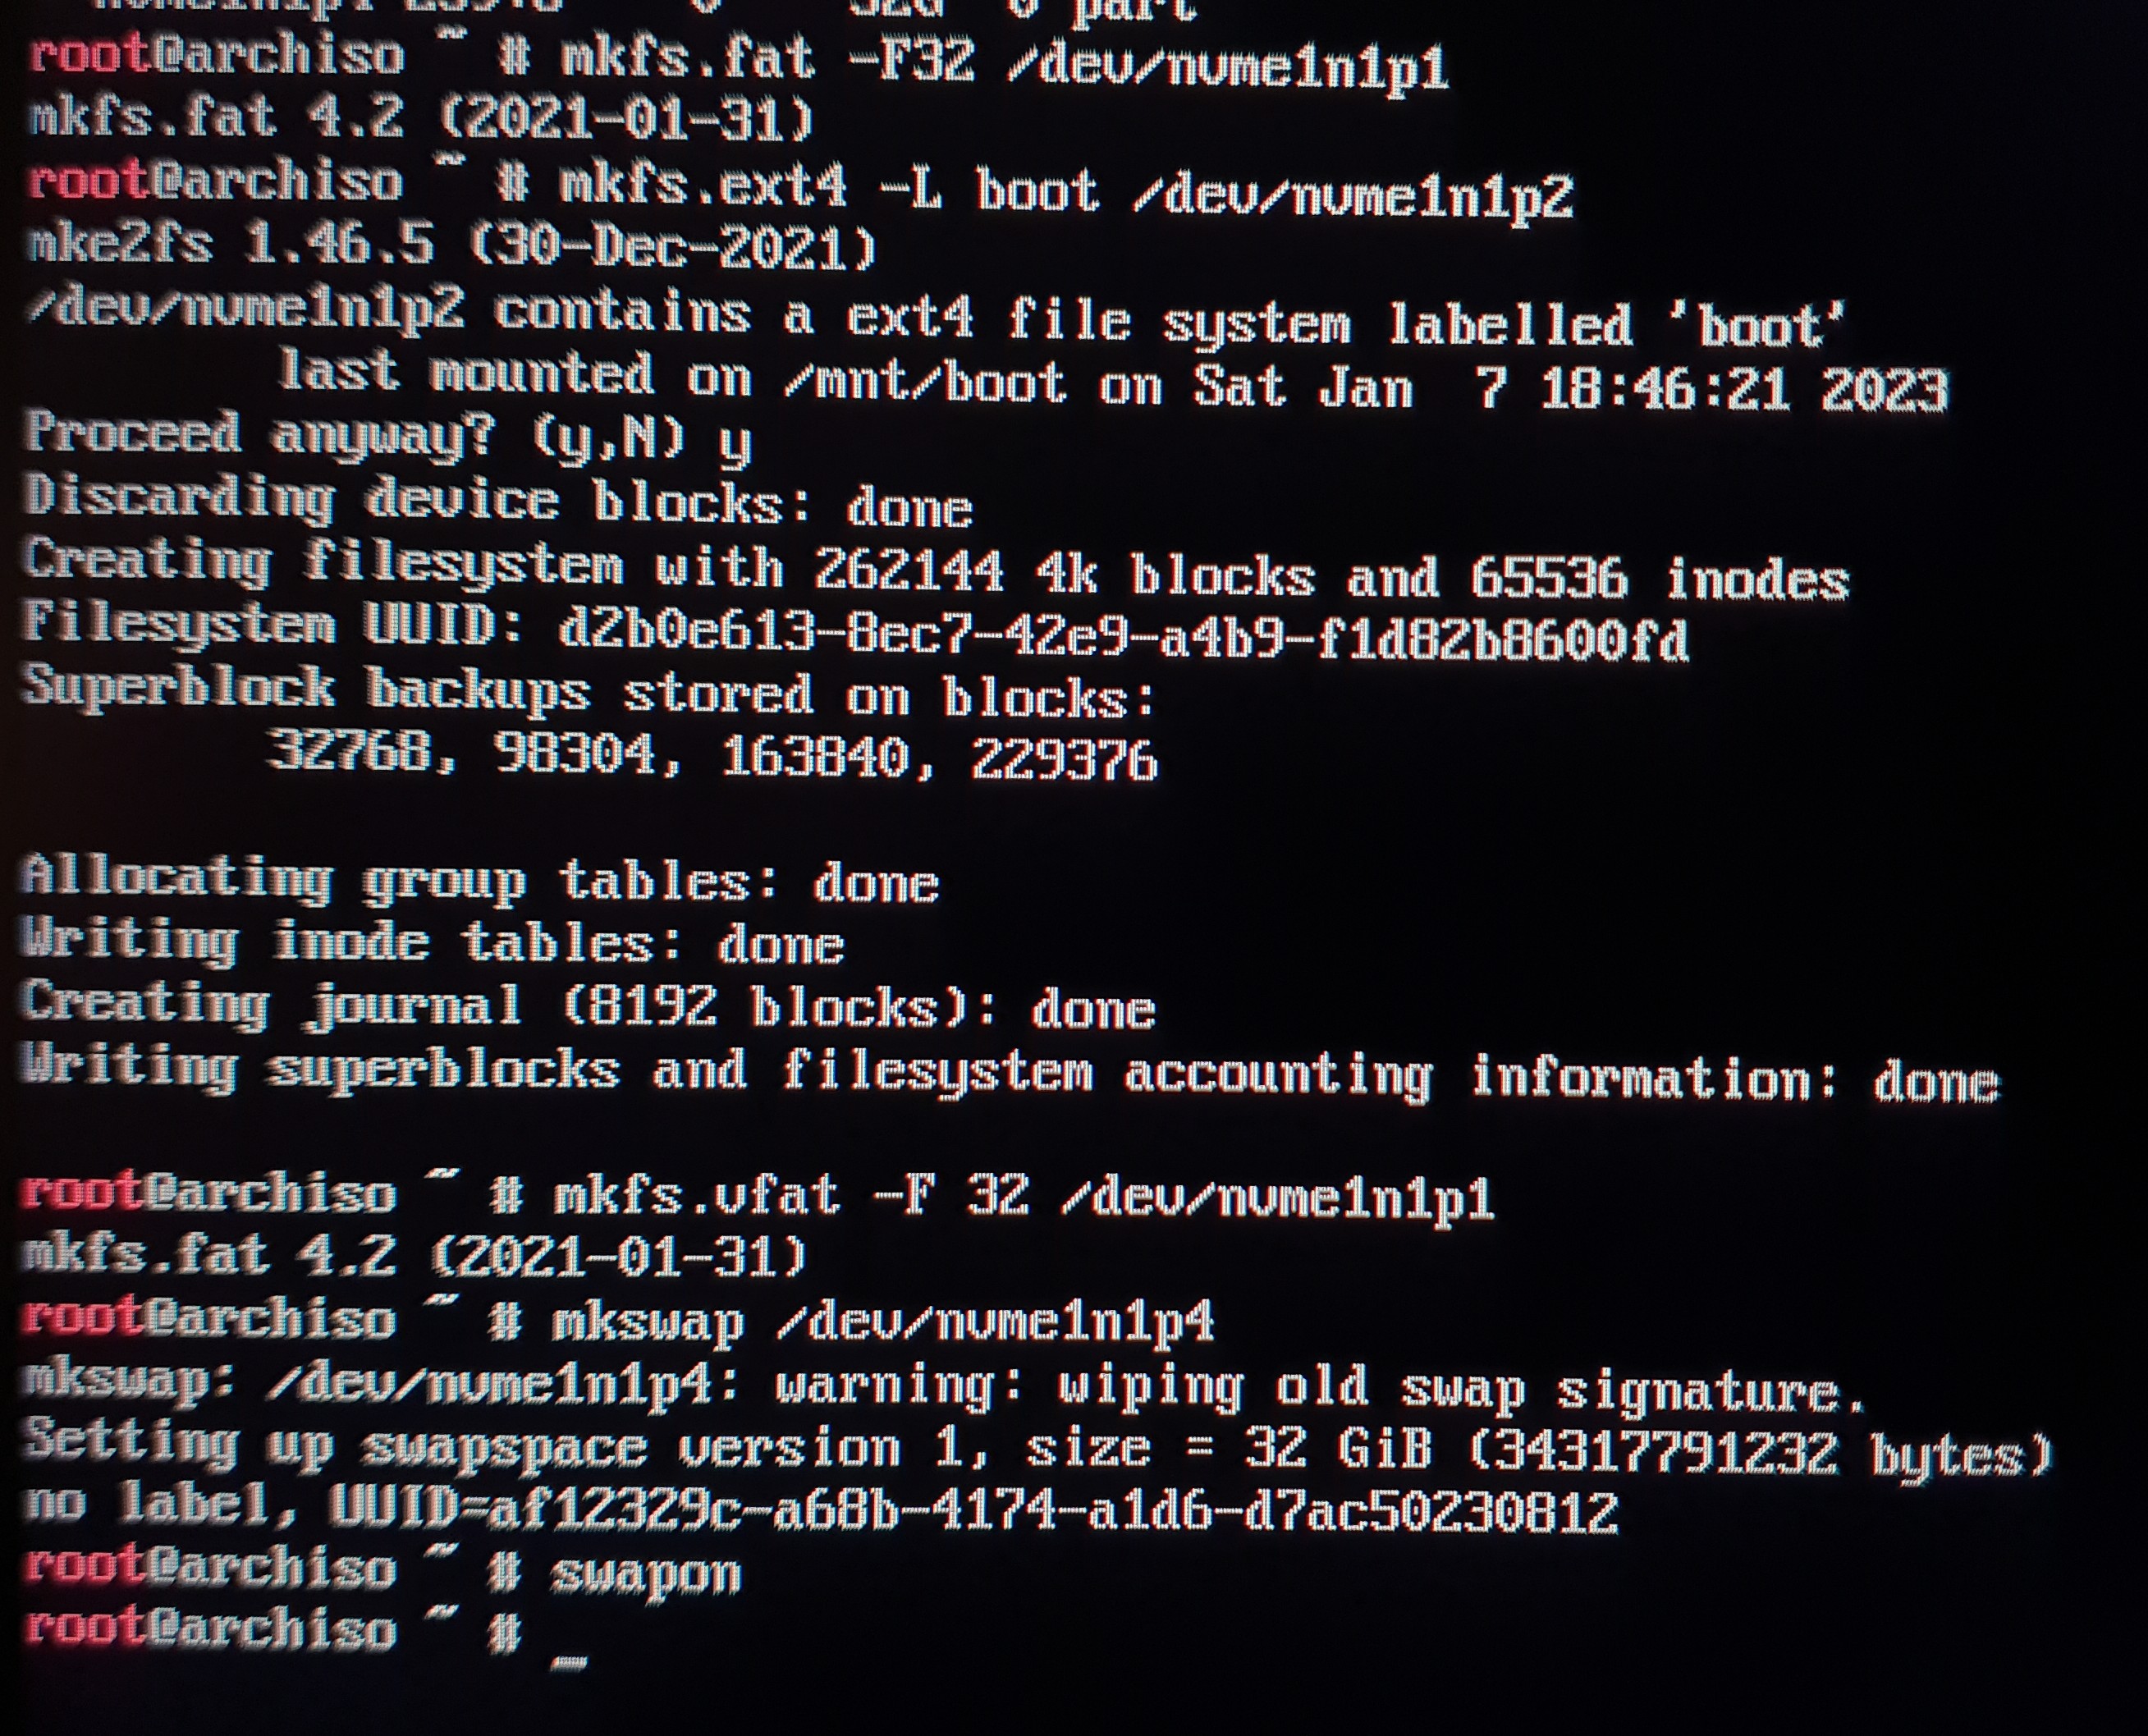 part
root@archiso ~ # mkfs.fat -F32 /dev/nvme1n1p1
mkfs.fat 4.2 (2021-01-31)
root@archiso ~ # mkfs.ext4 -L boot /dev/nvme1n1p2
mke2fs 1.46.5 (30-Dec-2021)
/dev/nvme1n1p2 contains a ext4 file system labelled 'boot'
last mounted on /mnt/boot on Sat Jan  7 18:46:21 2023
Proceed anyway? (y,N) y
Discarding device blocks: done
Creating filesystem with 262144 4k blocks and 65536 inodes
Filesystem UUID: d2b0e613-8ec7-42e9-a4b9-f1d82b8600fd
Superblock backups stored on blocks:
32768, 98304, 163840, 229376
Allocating group tables: done
Writing inode tables: done
Creating journal (8192 blocks): done
Writing superblocks and filesystem accounting information: done
root@archiso ~ # mkfs.vfat -F 32 /dev/nvme1n1p1
mkfs.fat 4.2 (2021-01-31)
root@archiso ~ # mkswap /dev/nvme1n1p4
mkswap: /dev/nvme1n1p4: warning: wiping old swap signature.
Setting up swapspace version 1, size = 32 GiB (34317791232 bytes)
no label, UUID=af12329c-a68b-4174-a1d6-d7ac50230812
root@archiso ~ # swapon
root@archiso ~ # _